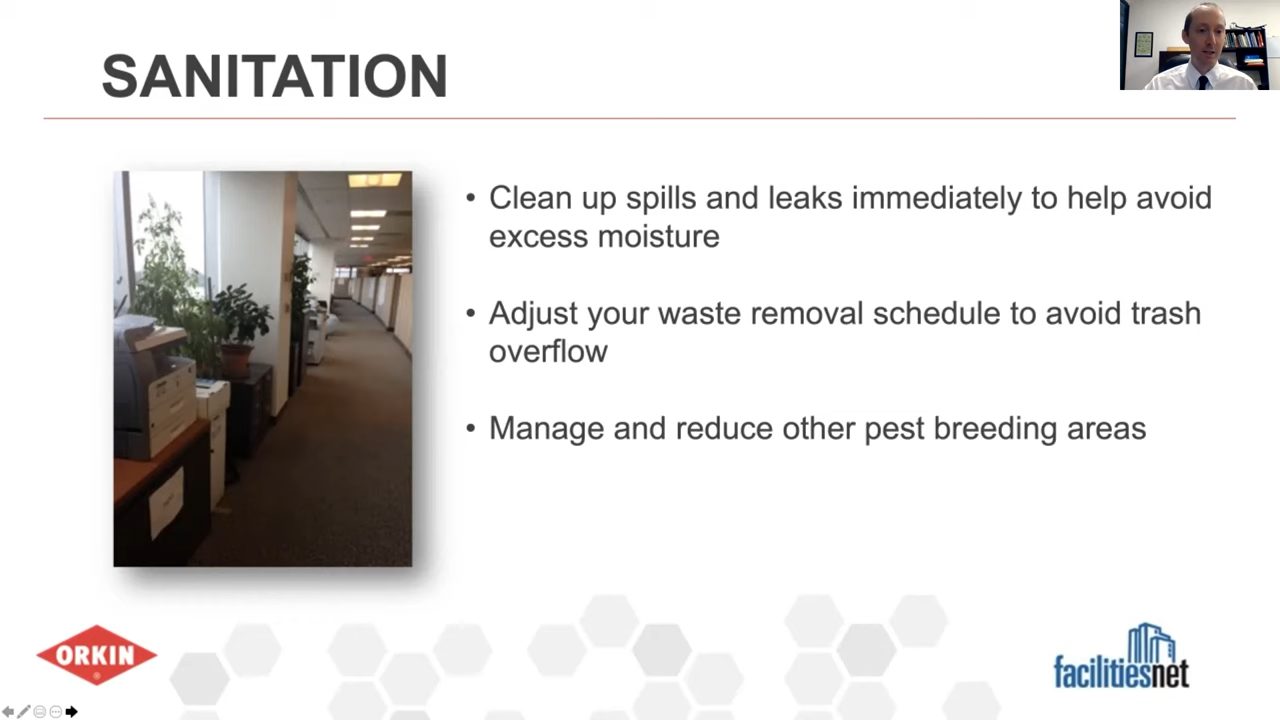 SANITATION
• Clean up spills and leaks immediately to help avoid
excess moisture
• Adjust your waste removal schedule to avoid trash
overflow
• Manage and reduce other pest breeding areas
ORKIN
®
facilitiesnet